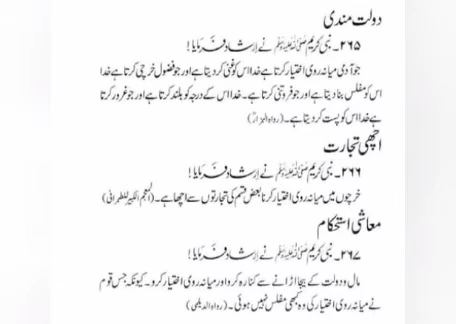 دولت مندی
۲۶۵۔ نبی کریم ﷺ نے ارشاد فرمایا!
جو آدمی میانہ روی اختیار کرتا ہے خدا اس کو غنی کر دیتا ہے اور جو فضول خرچی کرتا ہے خدا
اس کو مفلس بنا دیتا ہے اور جو فروتنی کرتا ہے۔ خدا اس کے درجہ کو بلند کرتا ہے اور جو غرور کرتا
ہے خدا اس کو پست کر دیتا ہے۔ (رواہ البزار)
اچھی تجارت
۲۶۶۔ نبی کریم ﷺ نے ارشاد فرمایا!
خرچوں میں میانہ روی اختیار کرنا بعض قسم کی تجارتوں سے اچھا ہے۔ (المعجم الکبیر للطبرانی)
معاشی استحکام
۲۶۷۔ نبی کریم ﷺ نے ارشاد فرمایا!
مال و دولت کے بیجا اڑانے سے کنارہ کرو اور میانہ روی اختیار کرو۔ کیونکہ جس قوم
نے میانہ روی اختیار کی وہ کبھی مفلس نہیں ہوئی۔ (رواہ الدیلمی)